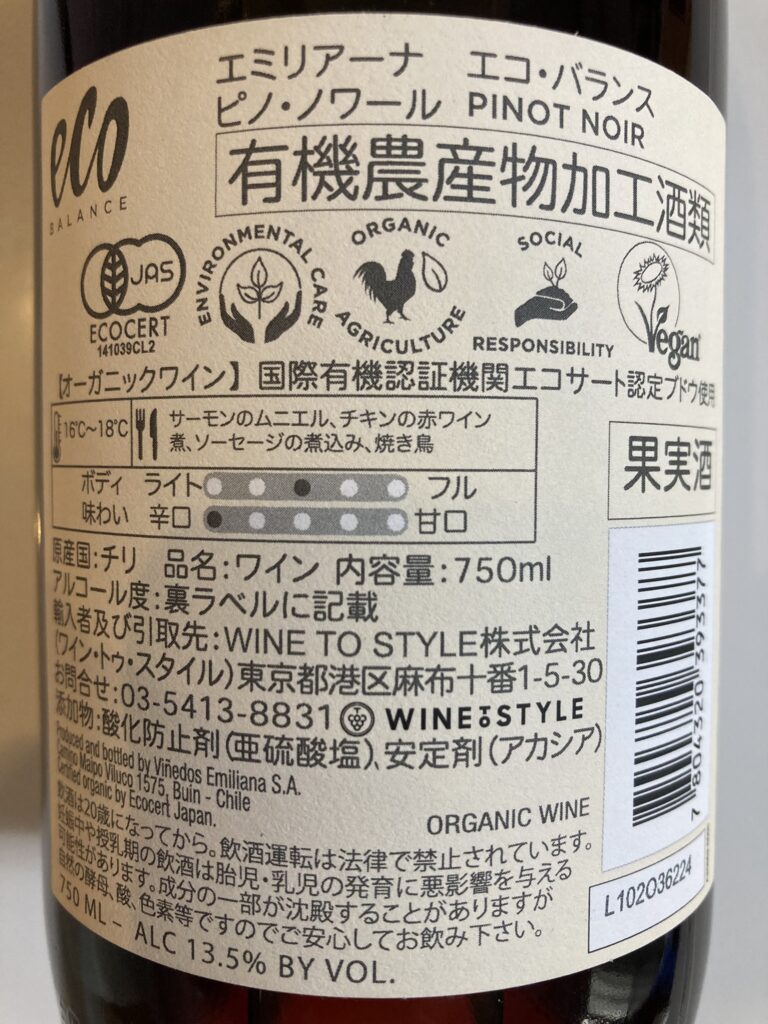 eco
BALANCE
エミリアーナ エコ・バランス
ピノ・ノワール PINOT NOIR
有機農産物加工酒類
JAS
ECOCERT
141039CL2
ENVIRONMENTAL CARE
ORGANIC AGRICULTURE
SOCIAL
RESPONSIBILITY
Vegan
【オーガニックワイン】国際有機認証機関エコサート認定ブドウ使用
16℃～18℃
サーモンのムニエル、チキンの赤ワイン
煮、ソーセージの煮込み、焼き鳥
ボディ ライト フル
味わい 辛口 甘口
果実酒
原産国:チリ 品名:ワイン 内容量:750ml
アルコール度:裏ラベルに記載
輸入者及び引取先:WINE TO STYLE株式会社
(ワイン・トゥ・スタイル)東京都港区麻布十番1-5-30
お問合せ:03-5413-8831 WINE TO STYLE
添加物:酸化防止剤(亜硫酸塩)、安定剤(アカシア)
Produced and bottled by Viñedos Emiliana S.A.
Camino Maipo Viluco 1575, Buin - Chile
Certified organic by Ecocert Japan.
ORGANIC WINE
飲酒は20歳になってから。飲酒運転は法律で禁止されています。
妊娠中や授乳期の飲酒は胎児・乳児の発育に悪影響を与える
可能性があります。成分の一部が沈殿することがありますが
自然の酵母、酸、色素等ですのでご安心してお飲み下さい。
750 ML - ALC 13.5% BY VOL.
7 804320 393377
L102O36224